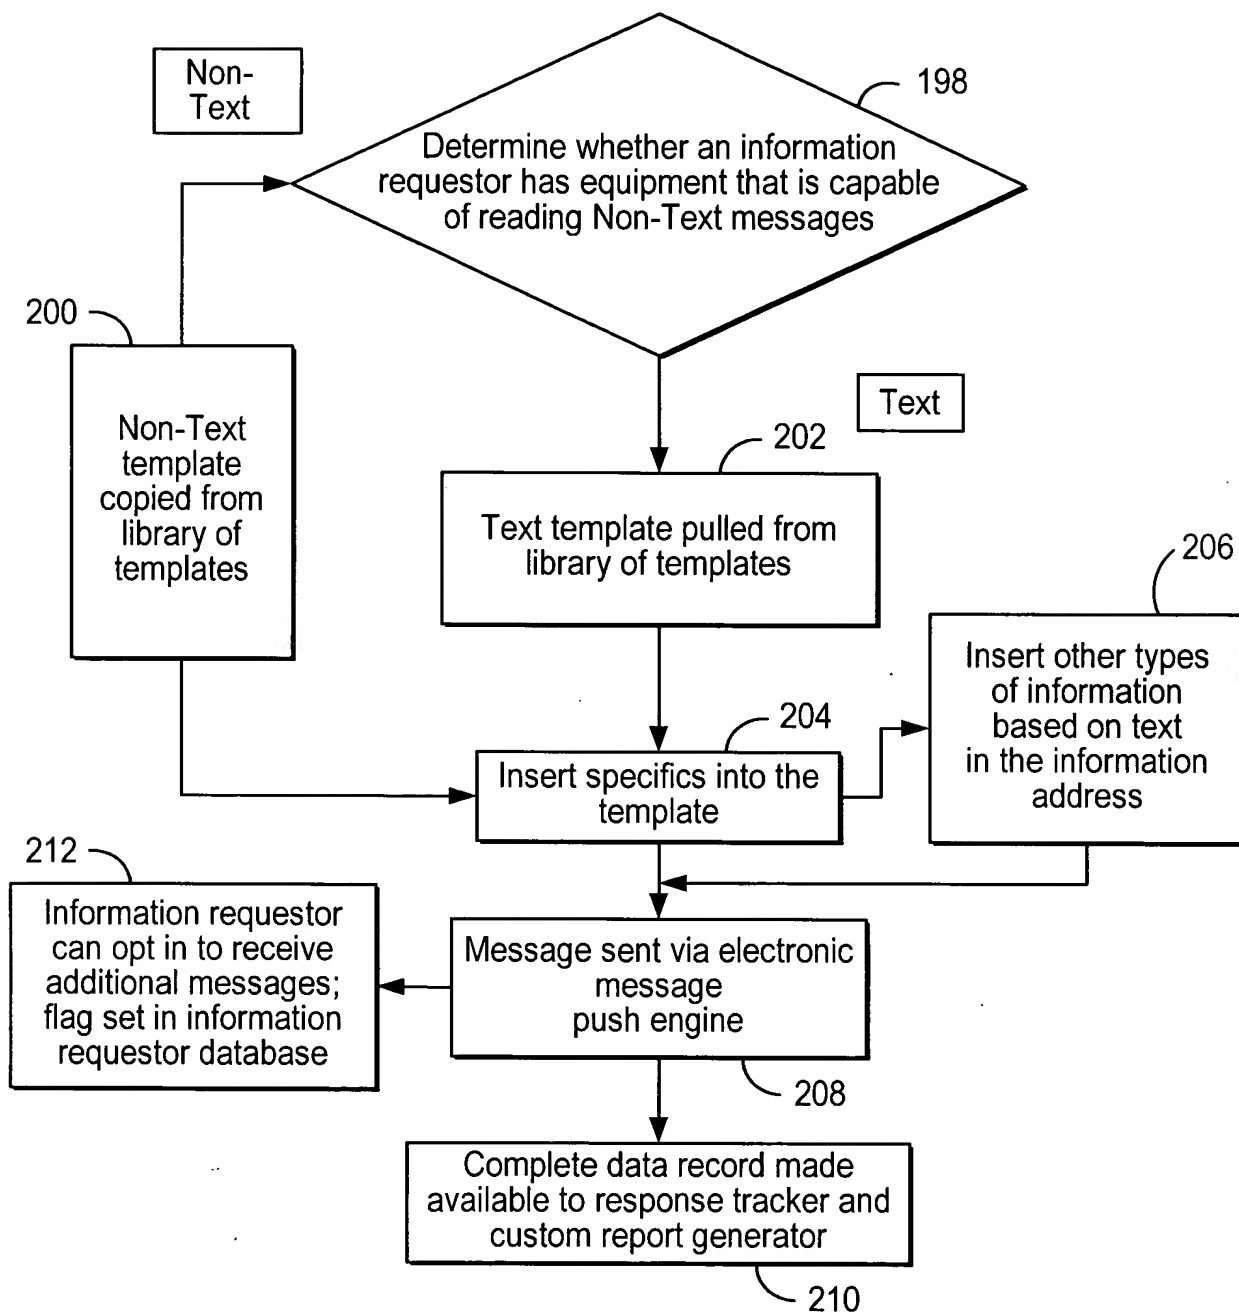 Non-
Text
198
Determine whether an information
requestor has equipment that is capable
of reading Non-Text messages
200
Non-Text
template
copied from
library of
templates
Text
202
Text template pulled from
library of templates
206
Insert other types
of information
based on text
in the information
address
204
Insert specifics into the
template
212
Information requestor
can opt in to receive
additional messages;
flag set in information
requestor database
Message sent via electronic
message
push engine
208
Complete data record made
available to response tracker and
custom report generator
210